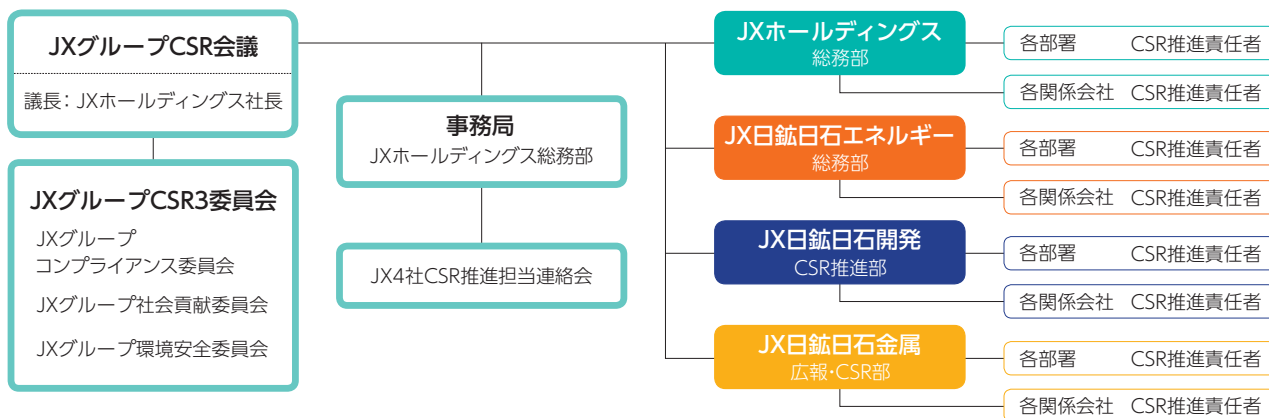 JXグループCSR会議
議長：JXホールディングス社長
JXグループCSR3委員会
JXグループ
コンプライアンス委員会
JXグループ社会貢献委員会
JXグループ環境安全委員会
事務局
JXホールディングス総務部
JX4社CSR推進担当連絡会
JXホールディングス
総務部
各部署 CSR推進責任者
各関係会社 CSR推進責任者
JX日鉱日石エネルギー
総務部
各部署 CSR推進責任者
各関係会社 CSR推進責任者
JX日鉱日石開発
CSR推進部
各部署 CSR推進責任者
各関係会社 CSR推進責任者
JX日鉱日石金属
広報・CSR部
各部署 CSR推進責任者
各関係会社 CSR推進責任者